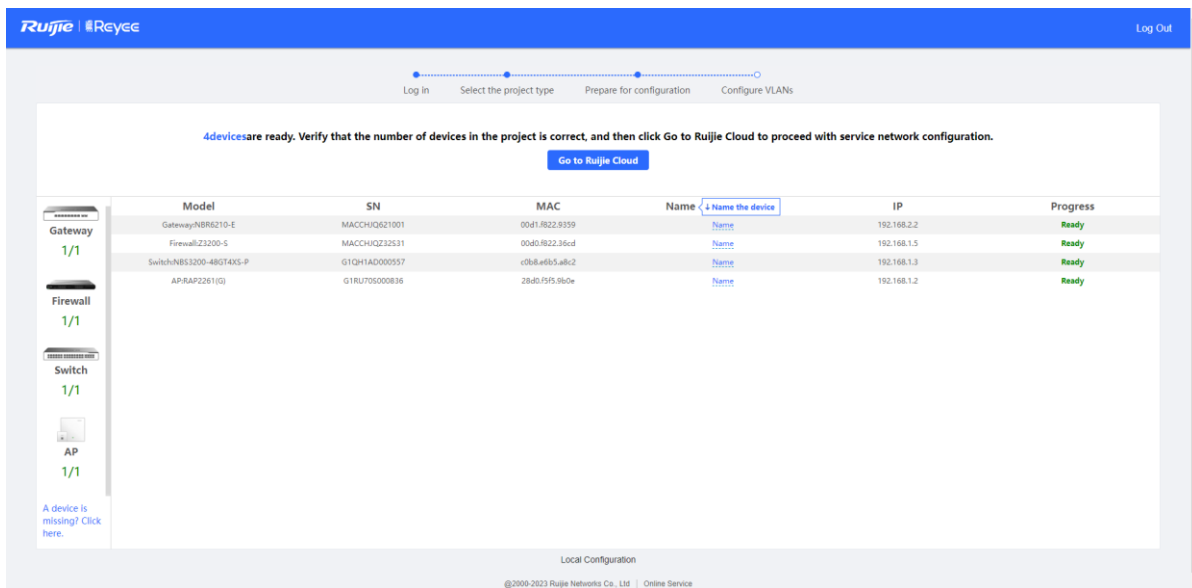 Ruijie | Reyee
Log Out
Log in Select the project type Prepare for configuration Configure VLANs
4devicesare ready. Verify that the number of devices in the project is correct, and then click Go to Ruijie Cloud to proceed with service network configuration.
Go to Ruijie Cloud
Gateway
1/1
Firewall
1/1
Switch
1/1
AP
1/1
A device is
missing? Click
here.
Model SN MAC Name ↓ Name the device IP Progress
Gateway:NBR6210-E MACCHJQ621001 00d1.f822.9359 Name 192.168.2.2 Ready
Firewall:Z3200-S MACCHJQZ32S31 00d0.f822.36cd Name 192.168.1.5 Ready
Switch:NBS3200-48GT4XS-P G1QH1AD000557 c0b8.e6b5.a8c2 Name 192.168.1.3 Ready
AP:RAP2261(G) G1RU70S000836 28d0.f5f5.9b0e Name 192.168.1.2 Ready
Local Configuration
@2000-2023 Ruijie Networks Co., Ltd | Online Service